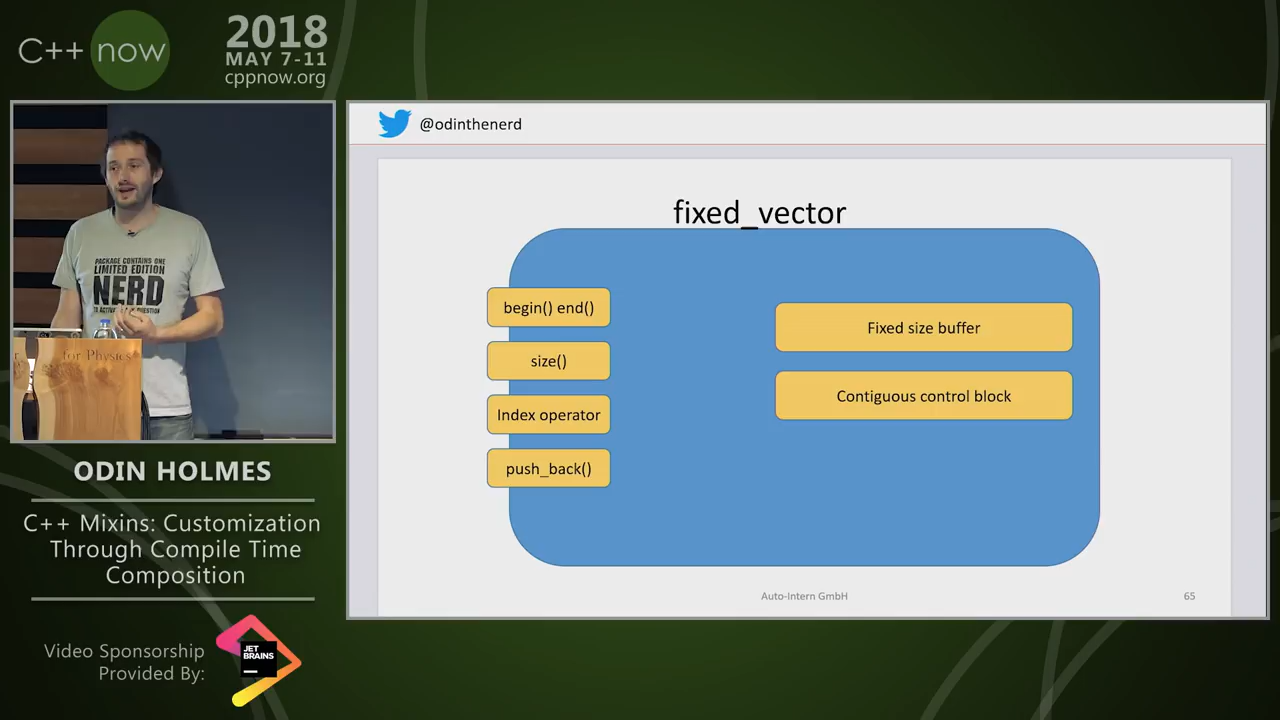 C++ now
2018
MAY 7-11
cppnow.org
@odinthenerd
fixed_vector
begin() end()
size()
Index operator
push_back()
Fixed size buffer
Contiguous control block
Auto-Intern GmbH
65
PACKAGE CONTAINS ONE
LIMITED EDITION
NERD
for Physics
ODIN HOLMES
C++ Mixins: Customization
Through Compile Time
Composition
Video Sponsorship
Provided By:
JET
BRAINS